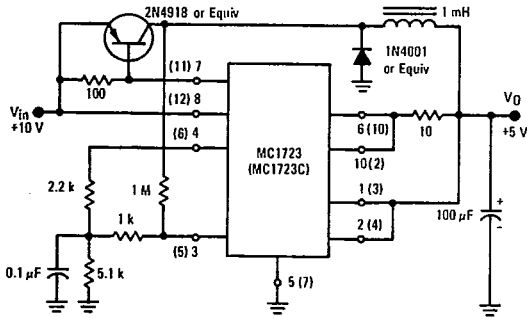 2N4918 or Equiv
1 mH
1N4001
or Equiv
(11) 7
100
Vin
+10 V
(12) 8
(6) 4
MC1723
(MC1723C)
6 (10)
10
VO
+5 V
10 (2)
2.2 k
1 M
1 (3)
100 µF
+
-
1 k
2 (4)
(5) 3
0.1 µF
5.1 k
5 (7)